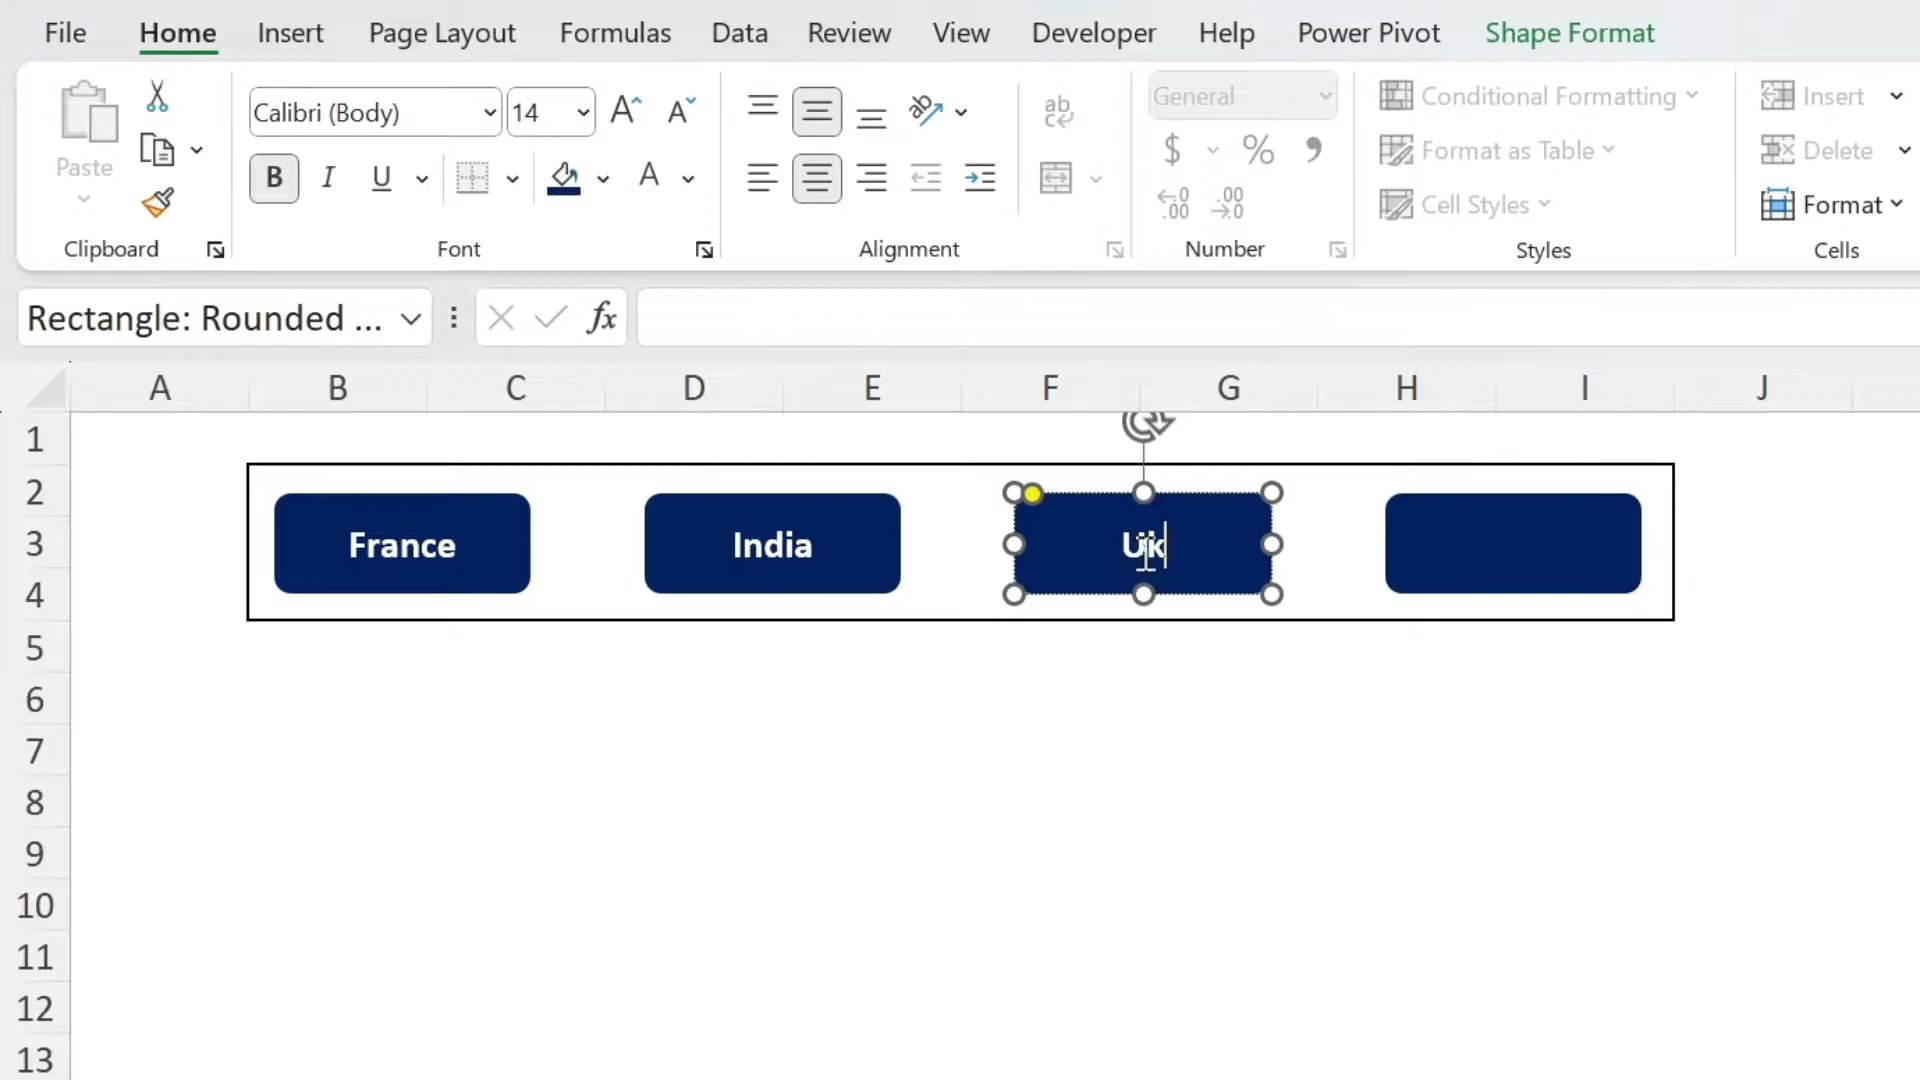 File Home Insert Page Layout Formulas Data Review View Developer Help Power Pivot Shape Format
Paste
Clipboard
Calibri (Body) 14
B I U A
Font
ab
Alignment
General
$ % 9
Number
Conditional Formatting
Format as Table
Cell Styles
Styles
Insert
Delete
Format
Cells
Rectangle: Rounded ... fx
A B C D E F G H I J
1
2
3
4
5
6
7
8
9
10
11
12
13
France India Uk